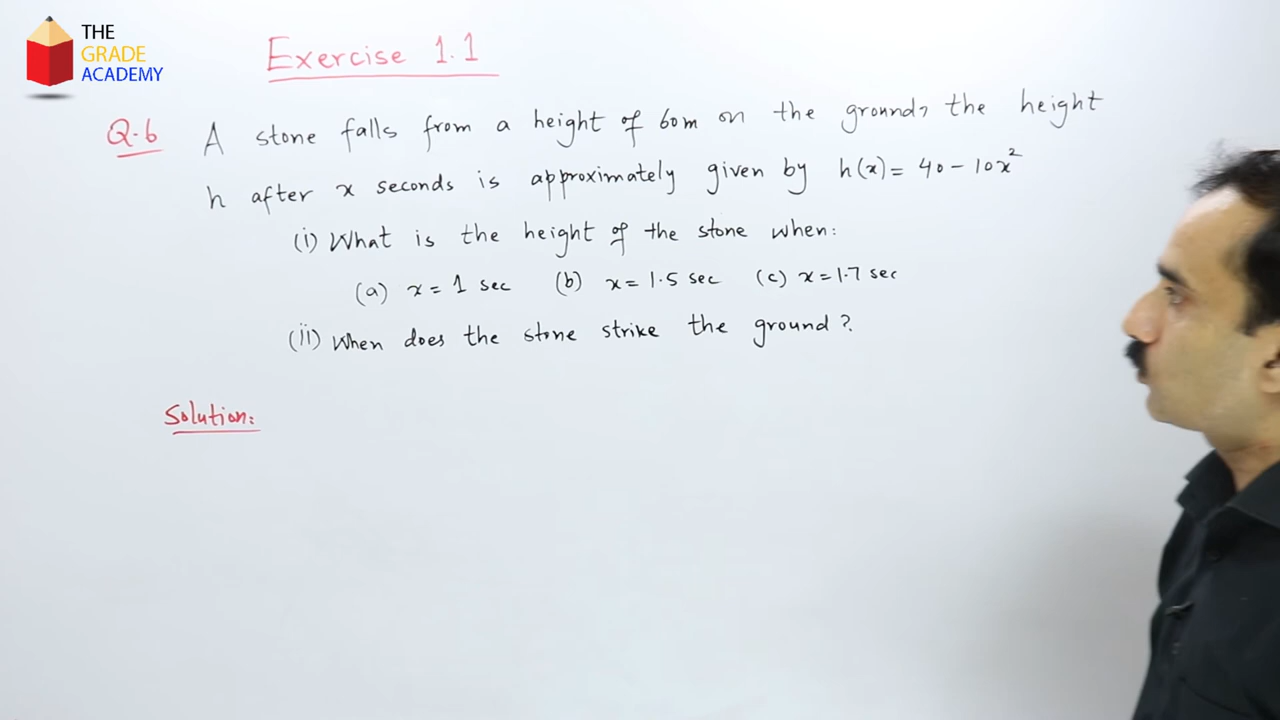 THE
GRADE
ACADEMY
Exercise 1.1
Q.6 A stone falls from a height of 60m on the ground, the height
h after x seconds is approximately given by h(x) = 40 - 10x²
(i) What is the height of the stone when:
(a) x = 1 sec (b) x = 1.5 sec (c) x = 1.7 sec
(ii) When does the stone strike the ground?
Solution: